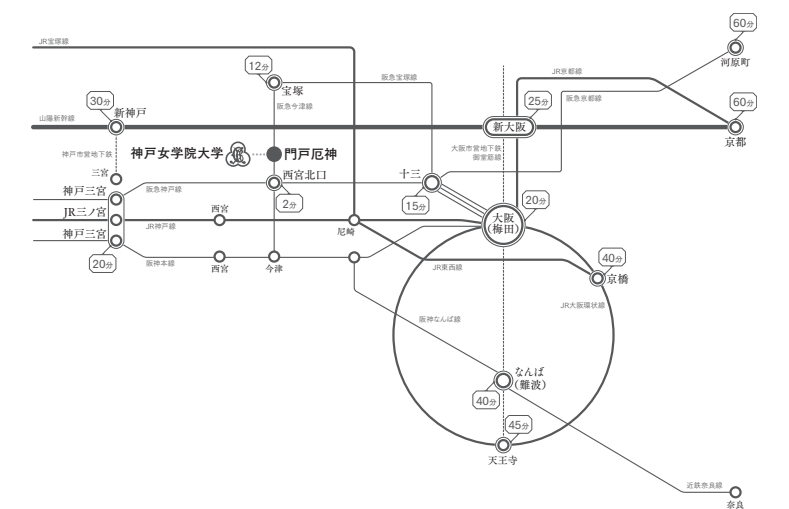 JR宝塚線
60分
河原町
12分
宝塚
阪急宝塚線
JR京都線
阪急京都線
阪急今津線
30分
新神戸
25分
60分
山陽新幹線
新大阪
京都
神戸市営地下鉄
神戸女学院大学
門戸厄神
大阪市営地下鉄
御堂筋線
三宮
西宮北口
十三
神戸三宮
阪急神戸線
2分
15分
20分
JR三ノ宮
西宮
大阪
(梅田)
JR神戸線
尼崎
神戸三宮
20分
阪神本線
西宮
今津
JR東西線
40分
京橋
JR大阪環状線
阪神なんば線
なんば
(難波)
40分
45分
天王寺
近鉄奈良線
奈良